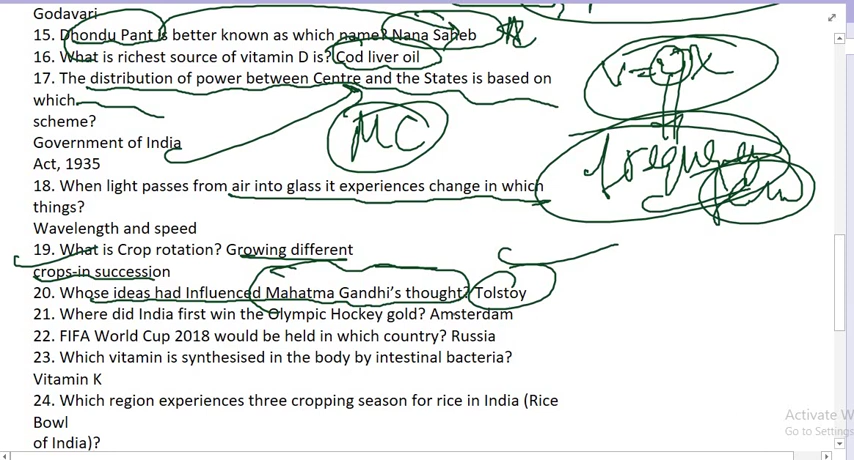 Godavari
15. Dhondu Pant is better known as which name? Nana Saheb
16. What is richest source of vitamin D is? Cod liver oil
17. The distribution of power between Centre and the States is based on
which
scheme?
Government of India
Act, 1935
MC
18. When light passes from air into glass it experiences change in which
things?
Wavelength and speed
19. What is Crop rotation? Growing different
crops in succession
20. Whose ideas had Influenced Mahatma Gandhi's thought? Tolstoy
21. Where did India first win the Olympic Hockey gold? Amsterdam
22. FIFA World Cup 2018 would be held in which country? Russia
23. Which vitamin is synthesised in the body by intestinal bacteria?
Vitamin K
24. Which region experiences three cropping season for rice in India (Rice
Bowl
of India)?
frequency
Activate W
Go to Settings